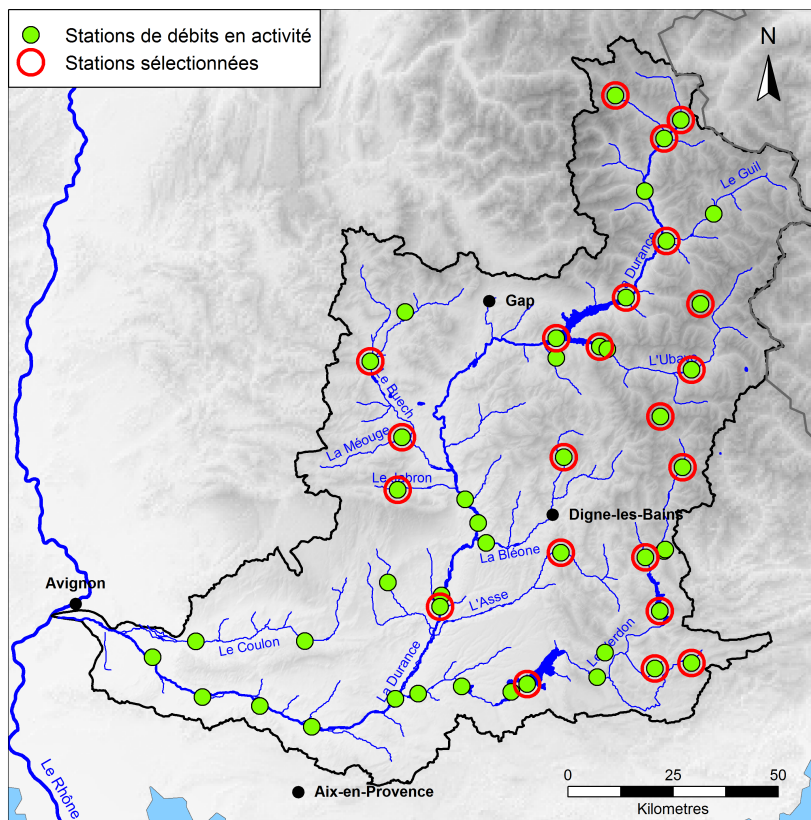 Stations de débits en activité
Stations sélectionnées
N
Le Guil
La Durance
Gap
L'Ubaye
Le Buech
La Méouge
Le Jabron
Digne-les-Bains
La Bléone
Avignon
L'Asse
Le Coulon
Le Verdon
La Durance
Le Rhône
Aix-en-Provence
0 25 50
Kilometres